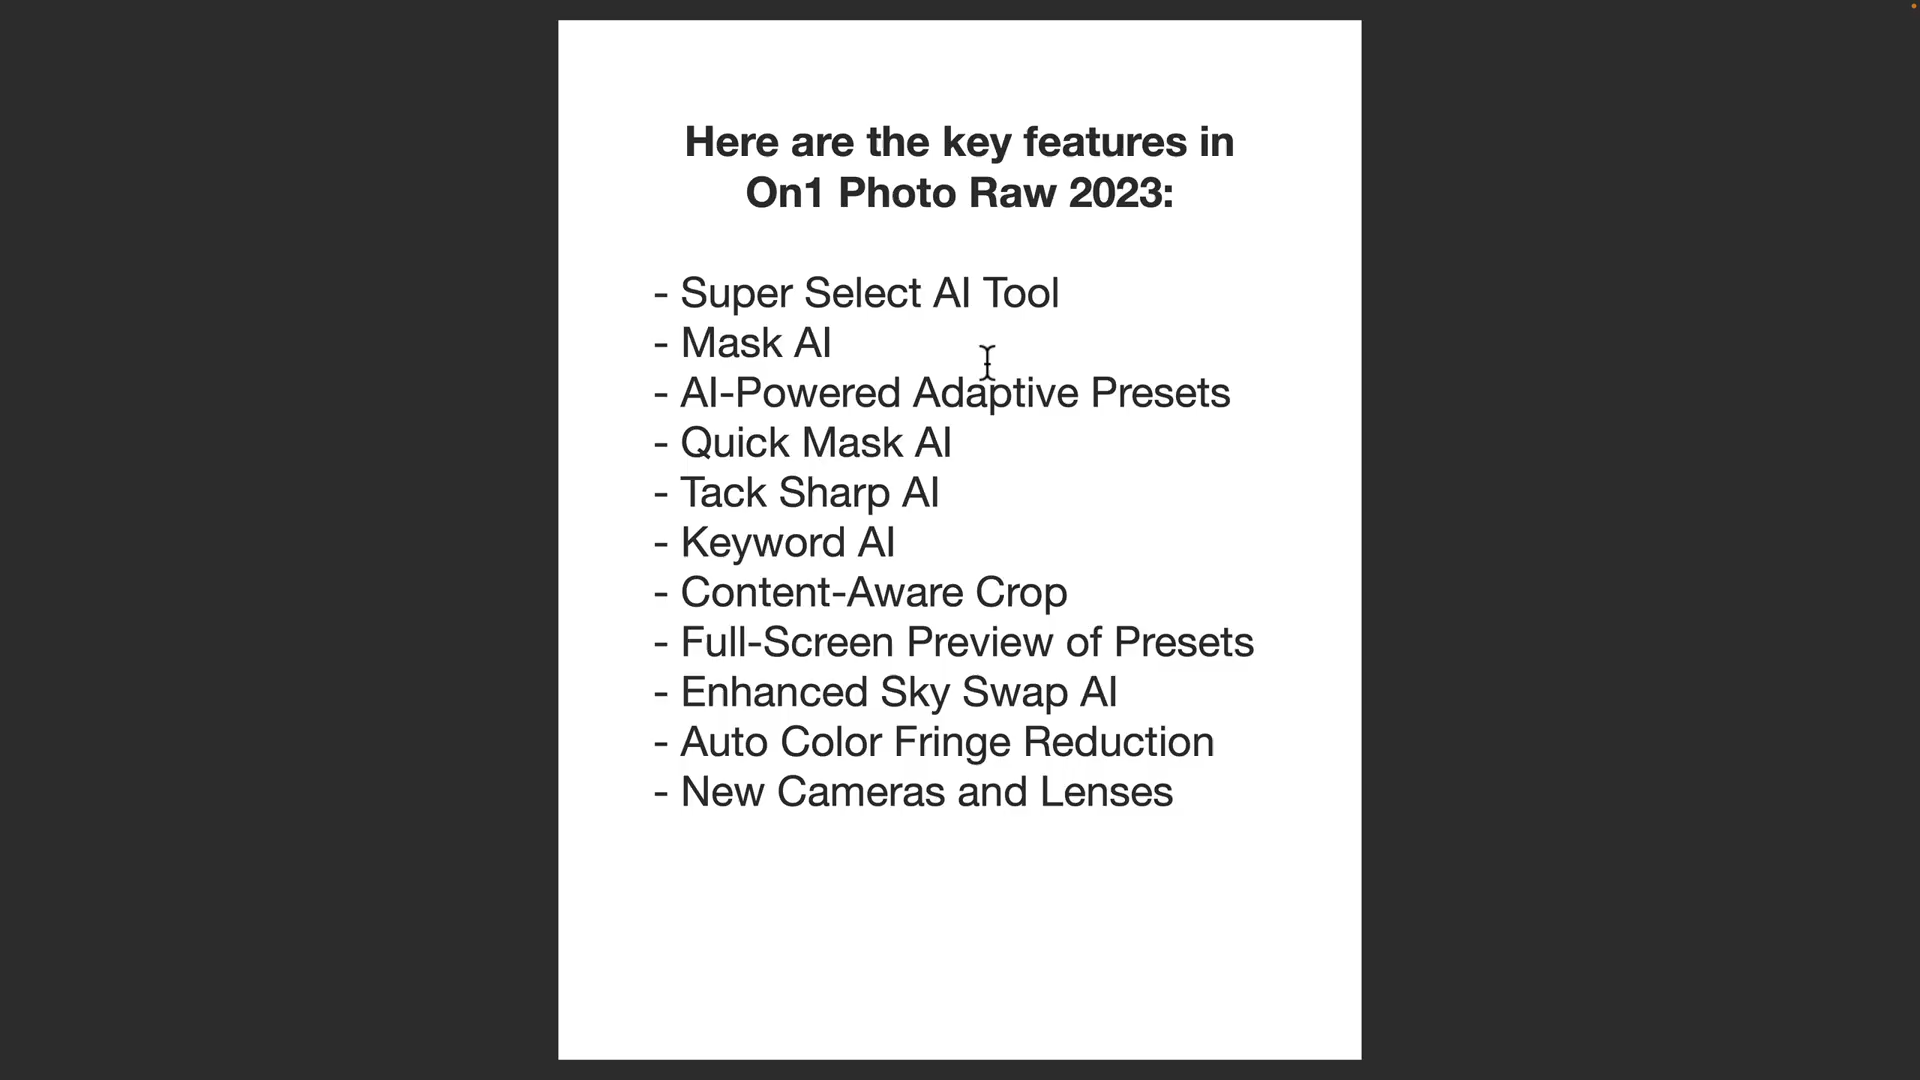 Here are the key features in
On1 Photo Raw 2023:
- Super Select AI Tool
- Mask AI
- AI-Powered Adaptive Presets
- Quick Mask AI
- Tack Sharp AI
- Keyword AI
- Content-Aware Crop
- Full-Screen Preview of Presets
- Enhanced Sky Swap AI
- Auto Color Fringe Reduction
- New Cameras and Lenses